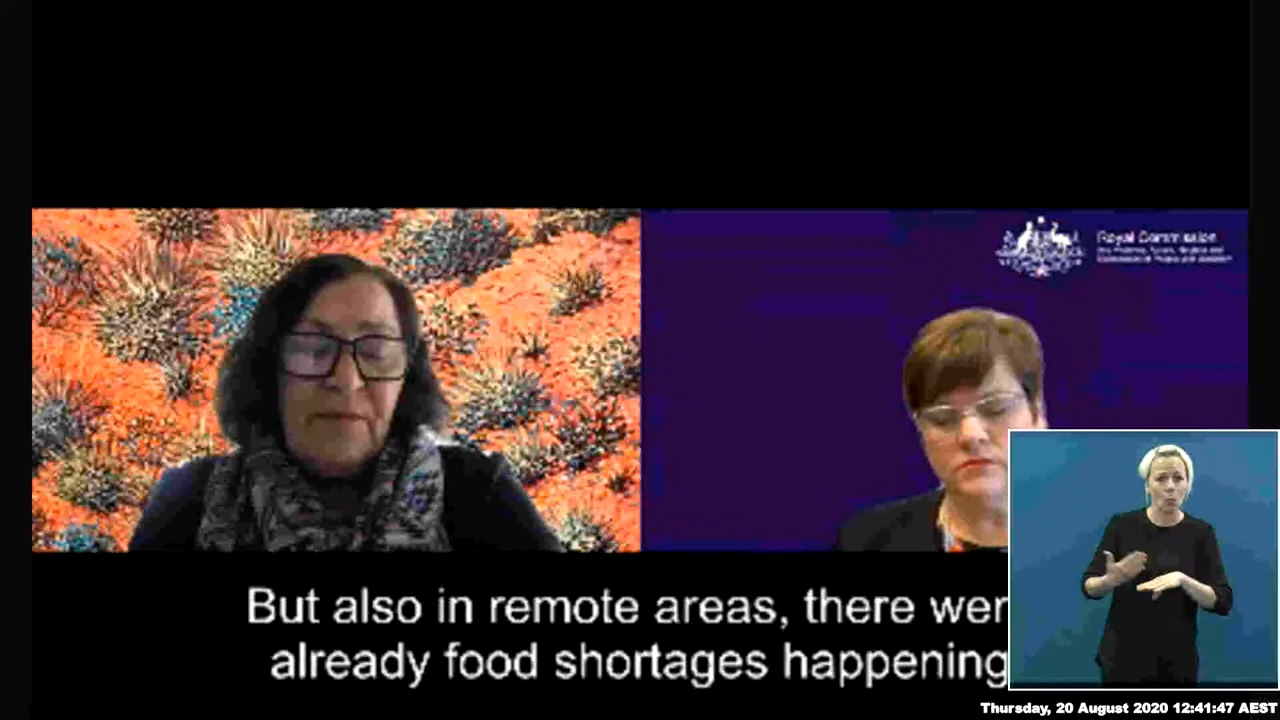 Royal Commission
But also in remote areas, there wer
already food shortages happening
Thursday, 20 August 2020 12:41:47 AEST